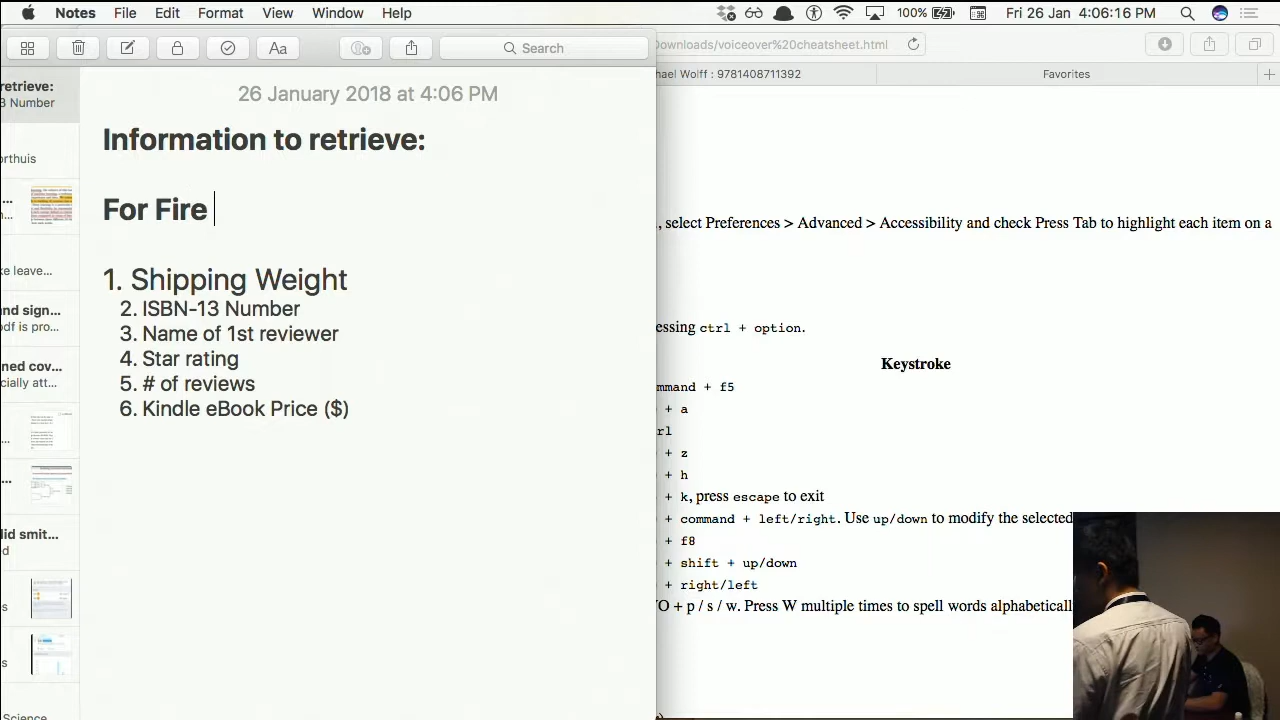 Notes File Edit Format View Window Help
100% Fri 26 Jan 4:06:16 PM
Aa
Search
Downloads/voiceover%20cheatsheet.html
retrieve:
3 Number
hael Wolff : 9781408711392
Favorites
26 January 2018 at 4:06 PM
Information to retrieve:
orthuis
For Fire
, select Preferences > Advanced > Accessibility and check Press Tab to highlight each item on a
ke leave...
1. Shipping Weight
2. ISBN-13 Number
3. Name of 1st reviewer
4. Star rating
5. # of reviews
6. Kindle eBook Price ($)
and sign...
pdf is pro...
ned cov...
cially att...
essing ctrl + option.
Keystroke
mmand + f5
+ a
rl
+ z
+ h
+ k, press escape to exit
+ command + left/right. Use up/down to modify the selected
+ f8
+ shift + up/down
+ right/left
/O + p / s / w. Press W multiple times to spell words alphabeticall
lid smit...
d
s
s
Science